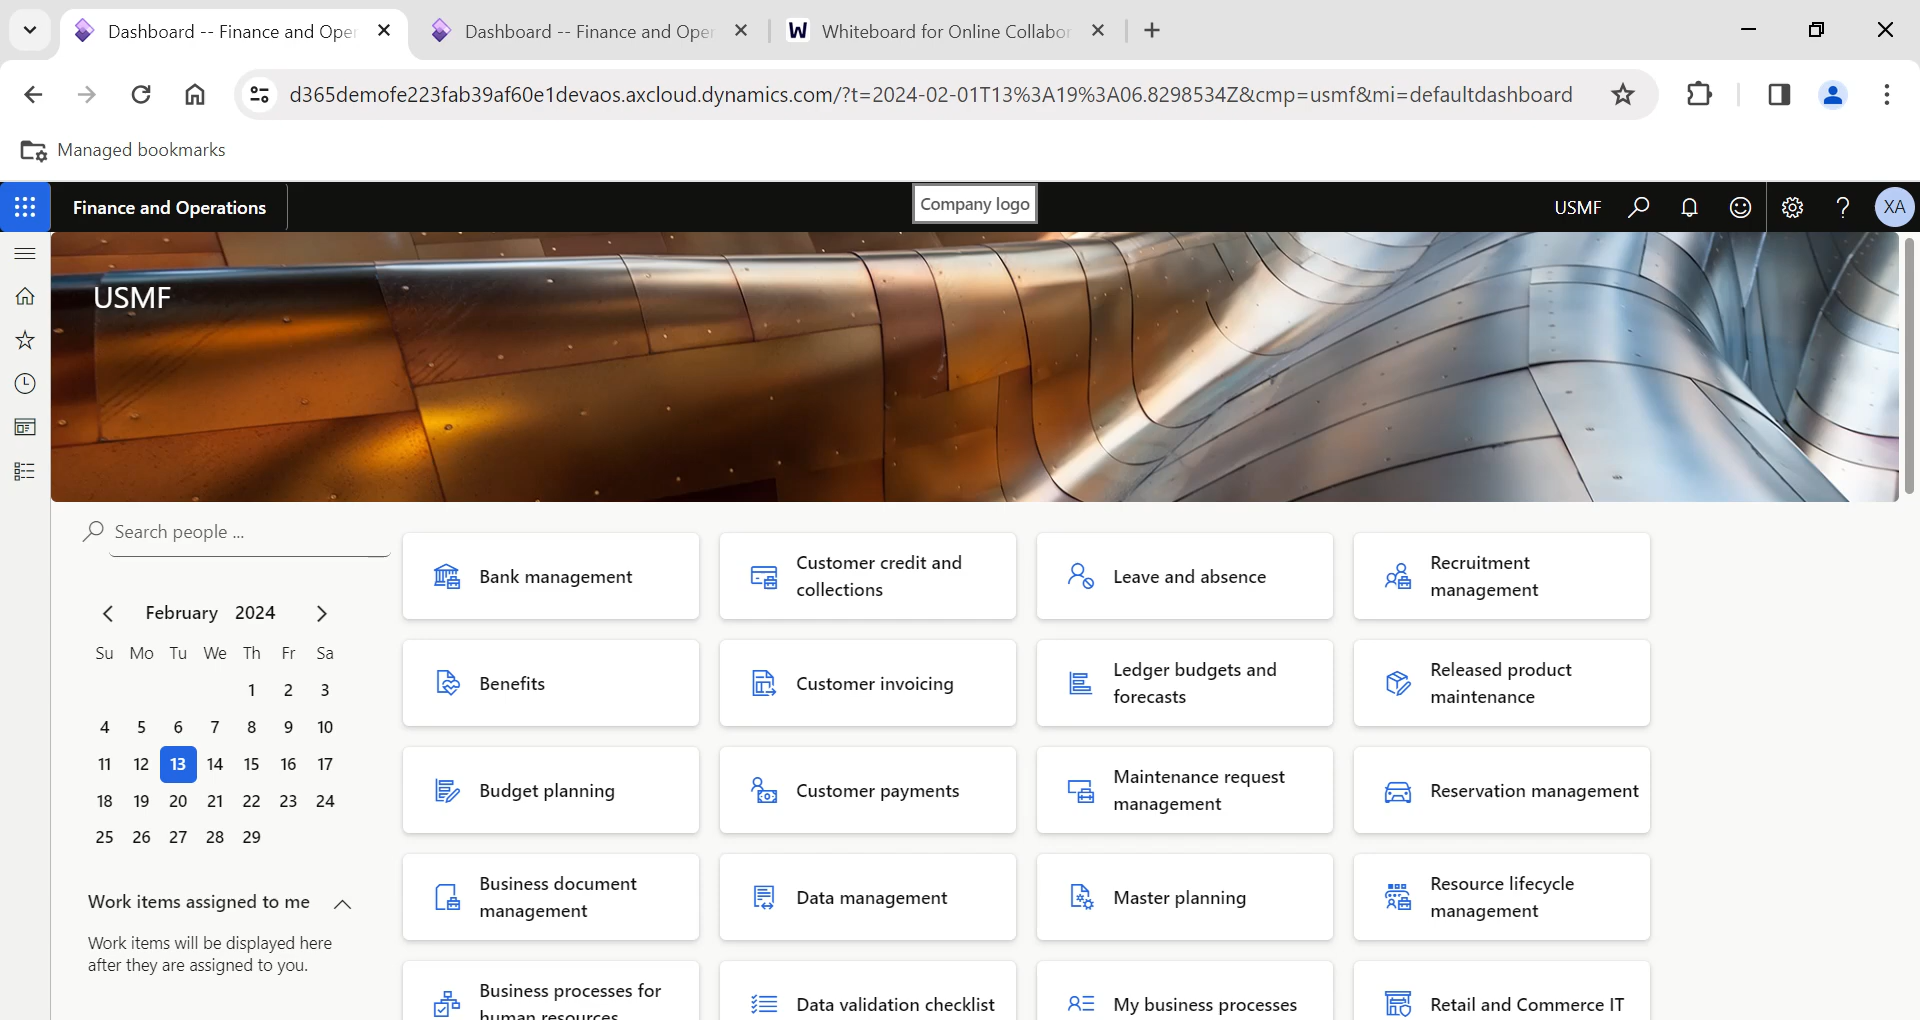 Dashboard -- Finance and Oper
Dashboard -- Finance and Oper
W Whiteboard for Online Collabor
d365demofe223fab39af60e1devaos.axcloud.dynamics.com/?t=2024-02-01T13%3A19%3A06.8298534Z&cmp=usmf&mi=defaultdashboard
Managed bookmarks
Finance and Operations
Company logo
USMF
XA
USMF
Search people ...
February 2024
Su Mo Tu We Th Fr Sa
1 2 3
4 5 6 7 8 9 10
11 12 13 14 15 16 17
18 19 20 21 22 23 24
25 26 27 28 29
Work items assigned to me
Work items will be displayed here
after they are assigned to you.
Bank management
Customer credit and
collections
Leave and absence
Recruitment
management
Benefits
Customer invoicing
Ledger budgets and
forecasts
Released product
maintenance
Budget planning
Customer payments
Maintenance request
management
Reservation management
Business document
management
Data management
Master planning
Resource lifecycle
management
Business processes for
human resources
Data validation checklist
My business processes
Retail and Commerce IT